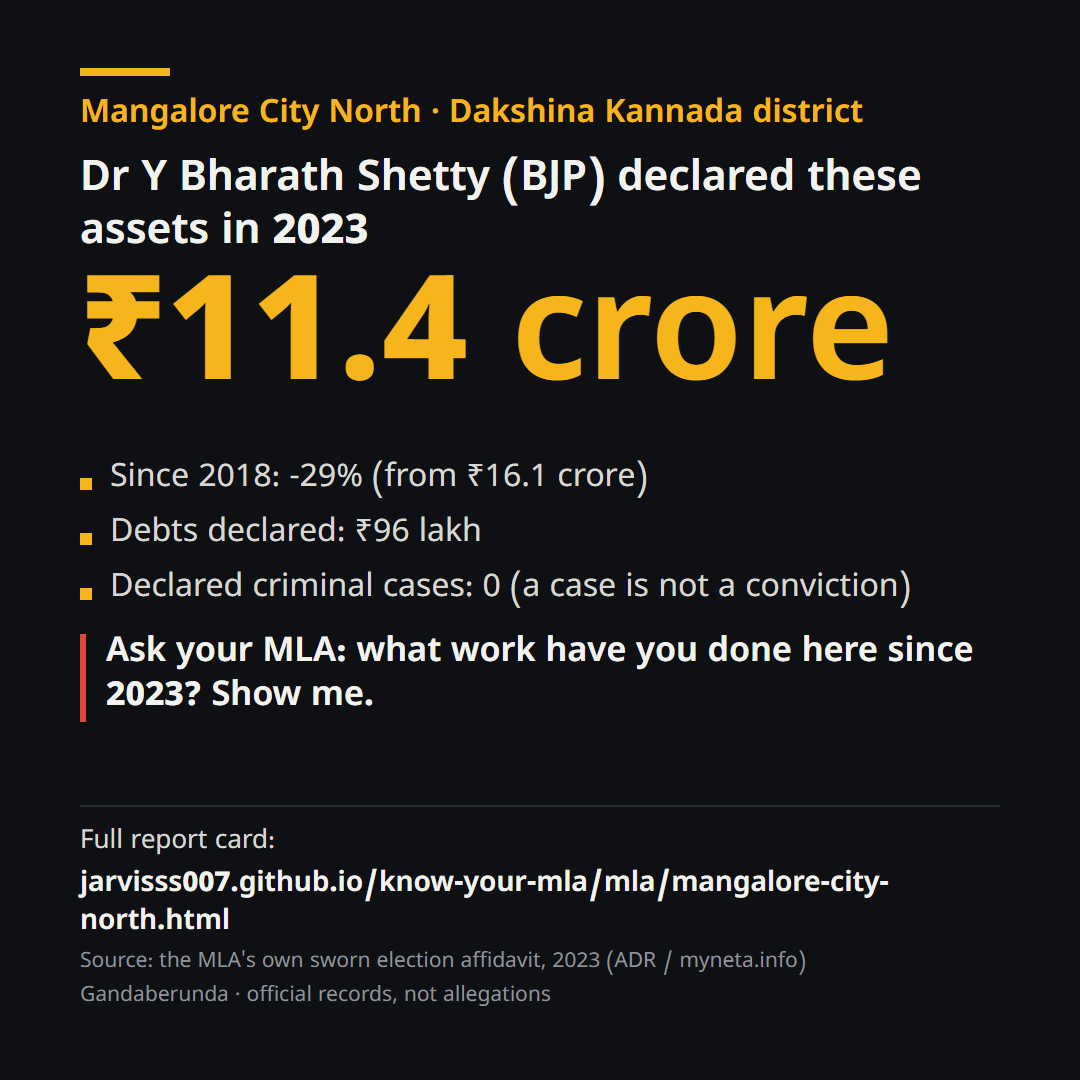 Mangalore City North · Dakshina Kannada district
Dr Y Bharath Shetty (BJP) declared these
assets in 2023
₹11.4 crore
Since 2018: -29% (from ₹16.1 crore)
Debts declared: ₹96 lakh
Declared criminal cases: 0 (a case is not a conviction)
Ask your MLA: what work have you done here since
2023? Show me.
Full report card:
jarvisss007.github.io/know-your-mla/mla/mangalore-city-
north.html
Source: the MLA's own sworn election affidavit, 2023 (ADR / myneta.info)
Gandaberunda · official records, not allegations